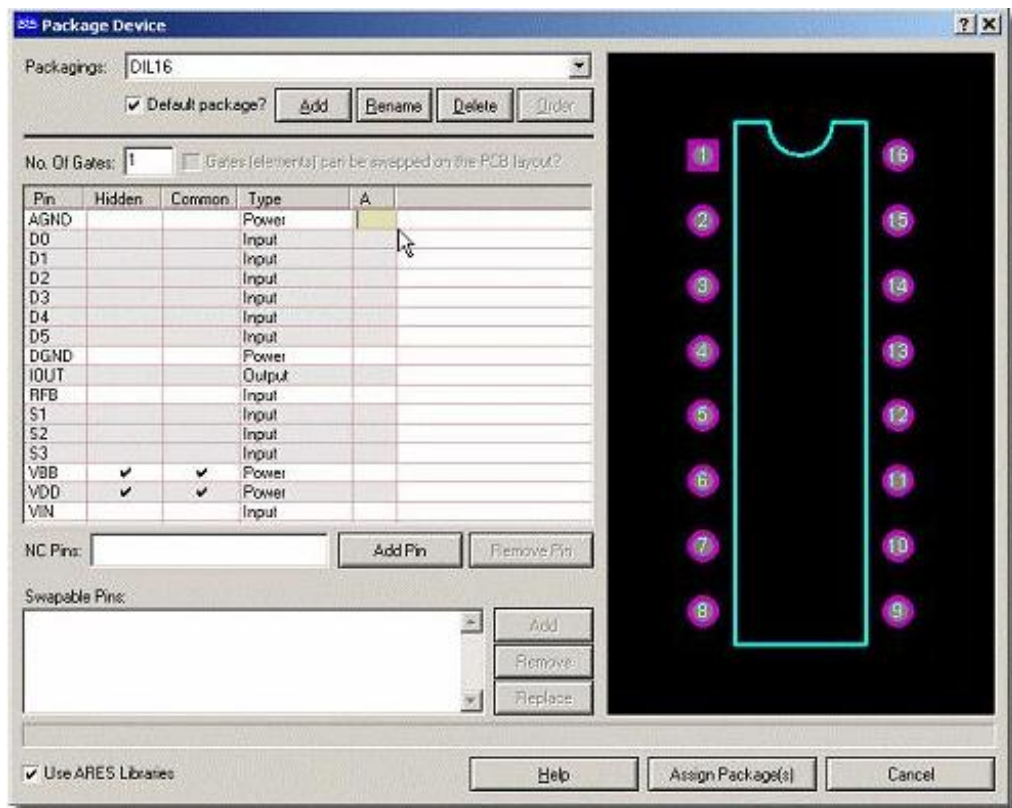 ISIS Package Device
Packagings: DIL16
Default package? Add Rename Delete Order
No. Of Gates: 1 Gates (elements) can be swapped on the PCB layout?
Pin Hidden Common Type A
AGND Power
D0 Input
D1 Input
D2 Input
D3 Input
D4 Input
D5 Input
DGND Power
IOUT Output
RFB Input
S1 Input
S2 Input
S3 Input
VBB ✔ ✔ Power
VDD ✔ ✔ Power
VIN Input
NC Pins: Add Pin Remove Pin
Swapable Pins:
Add
Remove
Replace
Use ARES Libraries Help Assign Package(s) Cancel
1 16
2 15
3 14
4 13
5 12
6 11
7 10
8 9